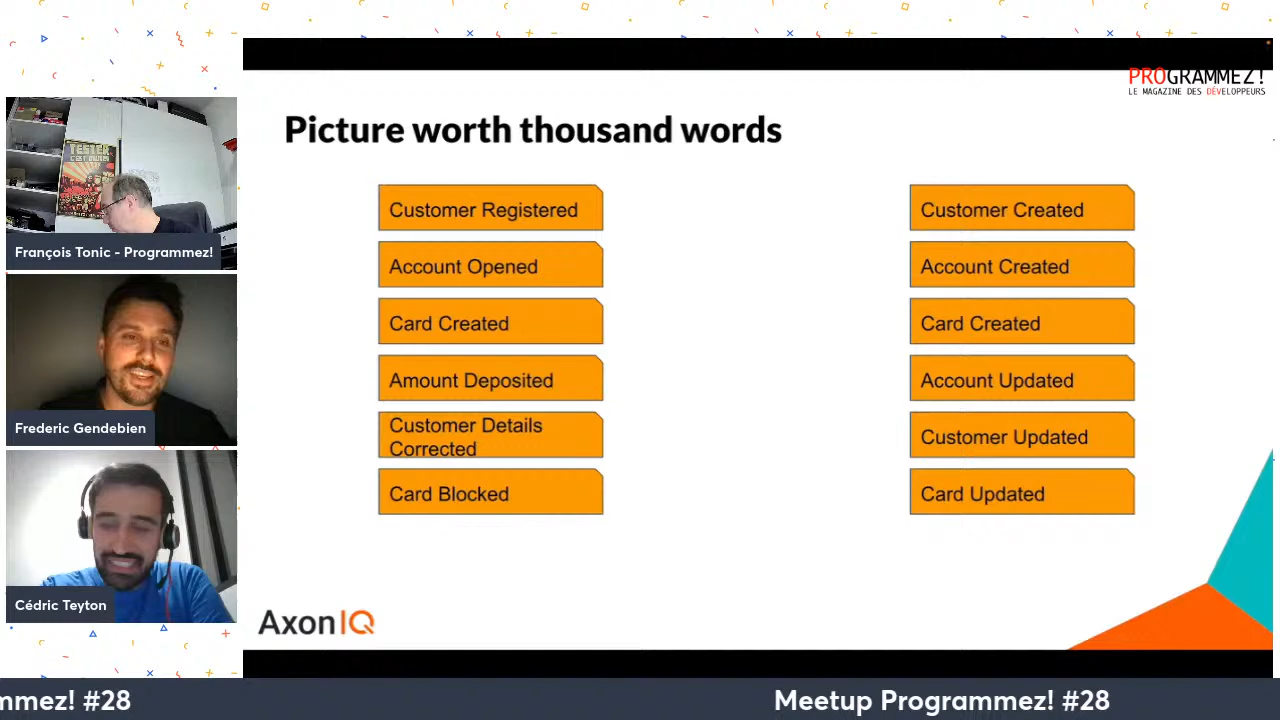 PROGRAMMEZ!
LE MAGAZINE DES DÉVELOPPEURS
Picture worth thousand words
Customer Registered
Account Opened
Card Created
Amount Deposited
Customer Details
Corrected
Card Blocked
Customer Created
Account Created
Card Created
Account Updated
Customer Updated
Card Updated
AxonIQ
TESTER
François Tonic - Programmez!
Frederic Gendebien
Cédric Teyton
mmez! #28
Meetup Programmez! #28